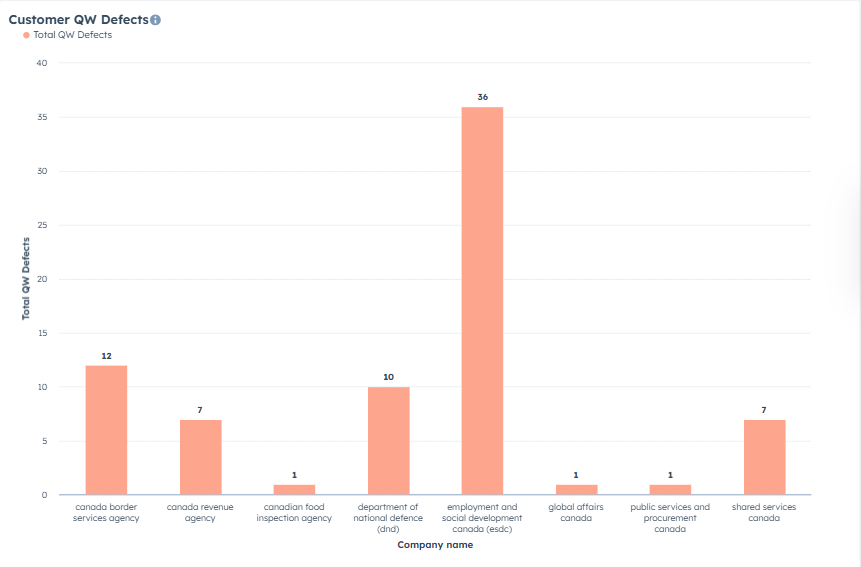 Customer QW Defects
Total QW Defects
40
35
30
25
20
15
10
5
0
Total QW Defects
12
7
1
10
36
1
1
7
canada border
services agency
canada revenue
agency
canadian food
inspection agency
department of
national defence
(dnd)
employment and
social development
canada (esdc)
global affairs
canada
public services and
procurement
canada
shared services
canada
Company name